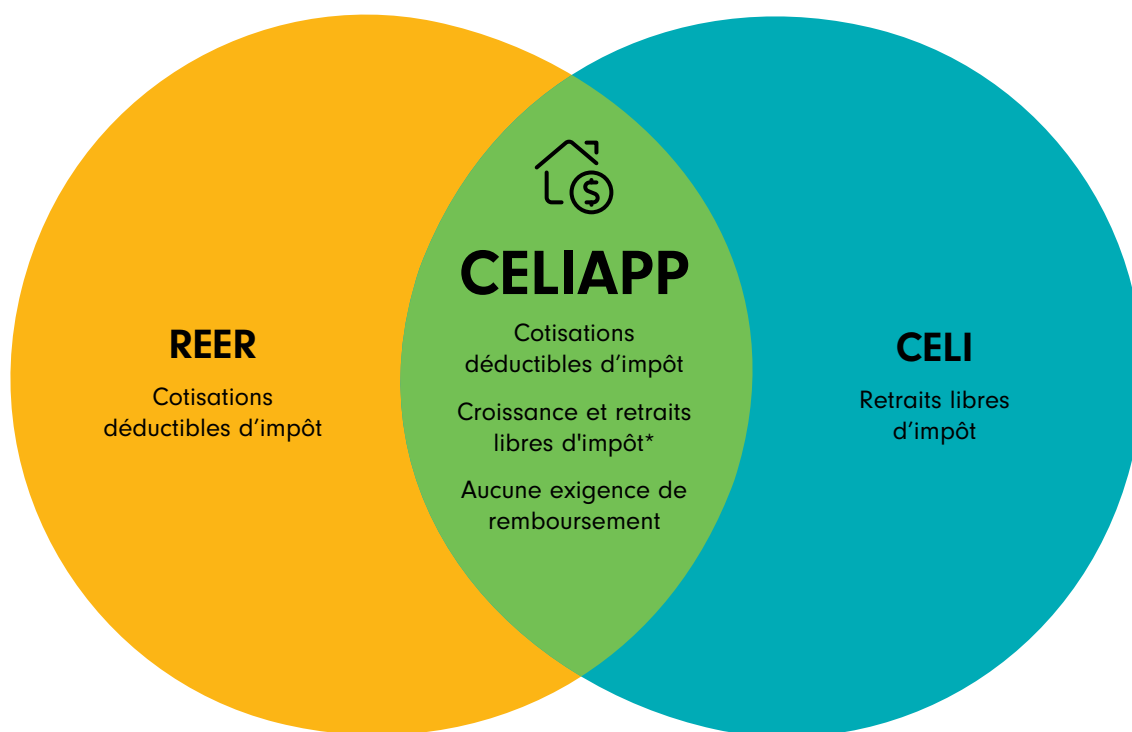 REER
Cotisations
déductibles d’impôt
$
CELIAPP
Cotisations
déductibles d’impôt
Croissance et retraits
libres d'impôt*
Aucune exigence de
remboursement
CELI
Retraits libres
d’impôt